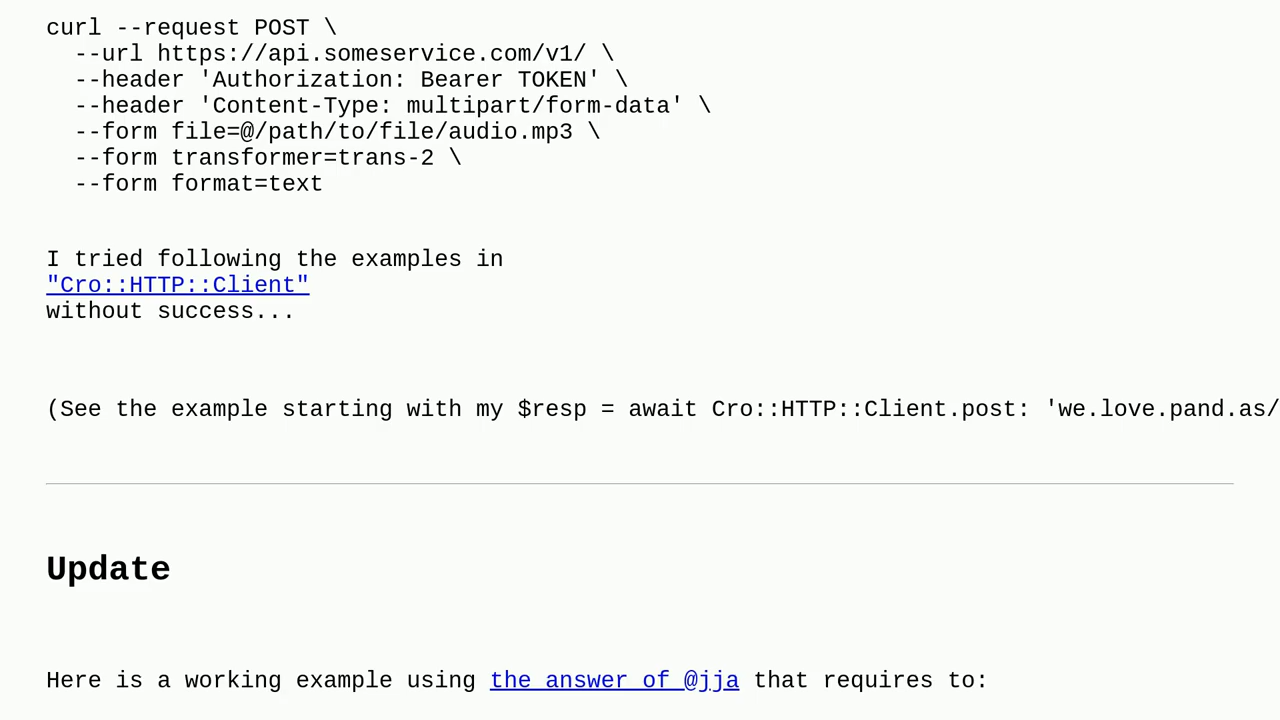 curl --request POST \
  --url https://api.someservice.com/v1/ \
  --header 'Authorization: Bearer TOKEN' \
  --header 'Content-Type: multipart/form-data' \
  --form file=@/path/to/file/audio.mp3 \
  --form transformer=trans-2 \
  --form format=text
I tried following the examples in
"Cro::HTTP::Client"
without success...
(See the example starting with my $resp = await Cro::HTTP::Client.post: 'we.love.pand.as/
Update
Here is a working example using the answer of @jja that requires to: